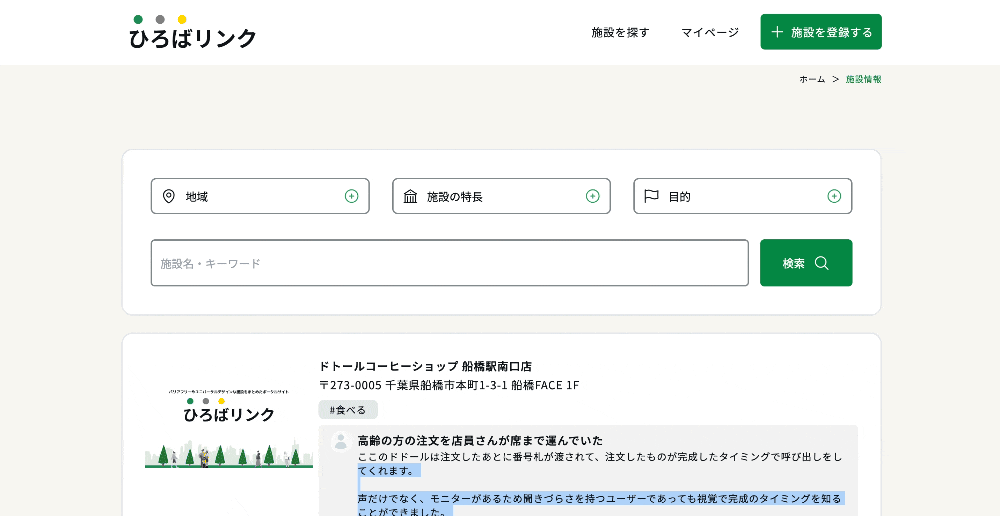 ひろばリンク
施設を探す
マイページ
施設を登録する
ホーム > 施設情報
地域
施設の特長
目的
施設名・キーワード
検索
ドトールコーヒーショップ 船橋駅南口店
〒273-0005 千葉県船橋市本町1-3-1 船橋FACE 1F
#食べる
ひろばリンク
高齢の方の注文を店員さんが席まで運んでいた
ここのドドールは注文したあとに番号札が渡されて、注文したものが完成したタイミングで呼び出しをし
てくれます。
声だけでなく、モニターがあるため聞きづらさを持つユーザーであっても視覚で完成のタイミングを知る
ことができました。